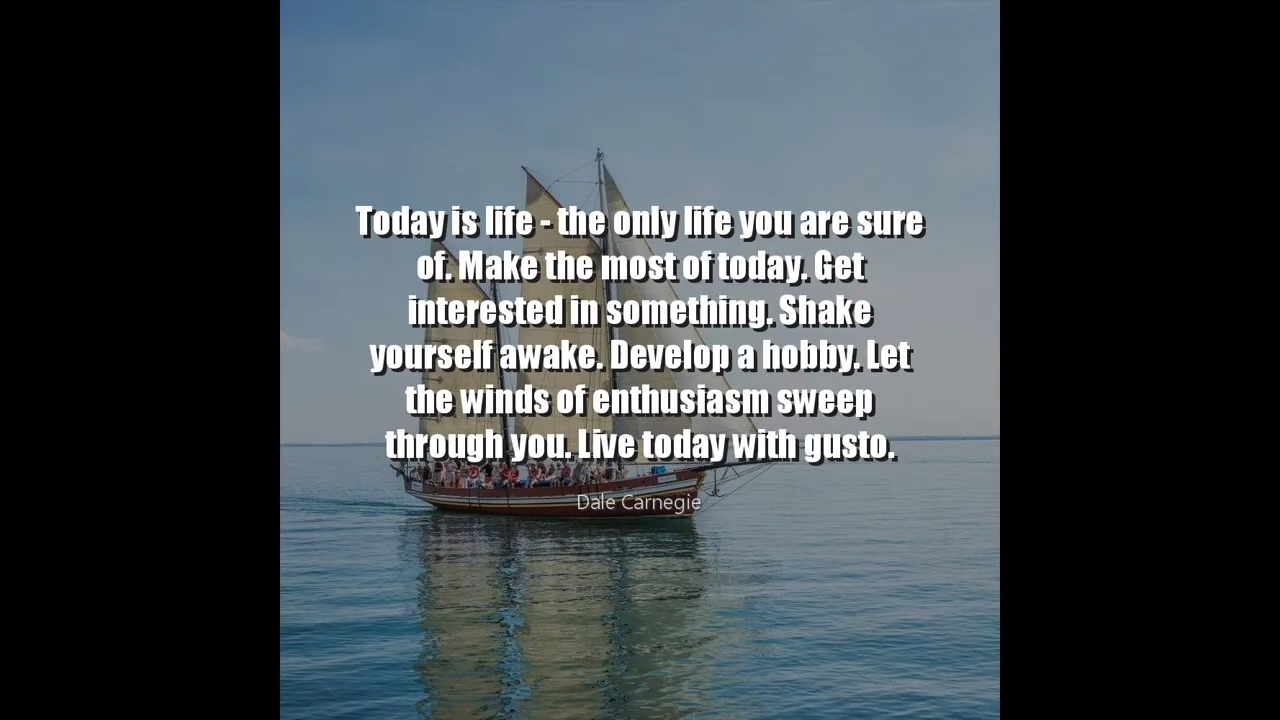 Today is life - the only life you are sure
of. Make the most of today. Get
interested in something. Shake
yourself awake. Develop a hobby. Let
the winds of enthusiasm sweep
through you. Live today with gusto.
Dale Carnegie